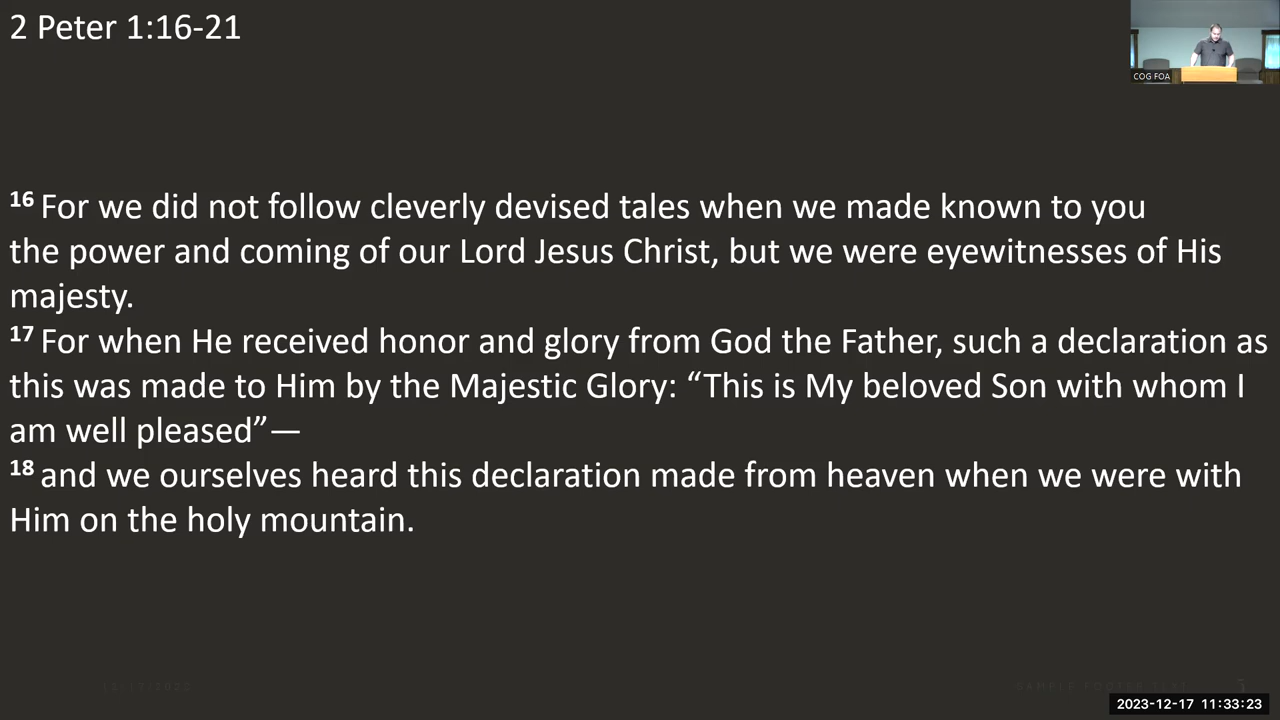 2 Peter 1:16-21
COG FOA
16 For we did not follow cleverly devised tales when we made known to you
the power and coming of our Lord Jesus Christ, but we were eyewitnesses of His
majesty.
17 For when He received honor and glory from God the Father, such a declaration as
this was made to Him by the Majestic Glory: “This is My beloved Son with whom I
am well pleased”—
18 and we ourselves heard this declaration made from heaven when we were with
Him on the holy mountain.
2023-12-17 11:33:23